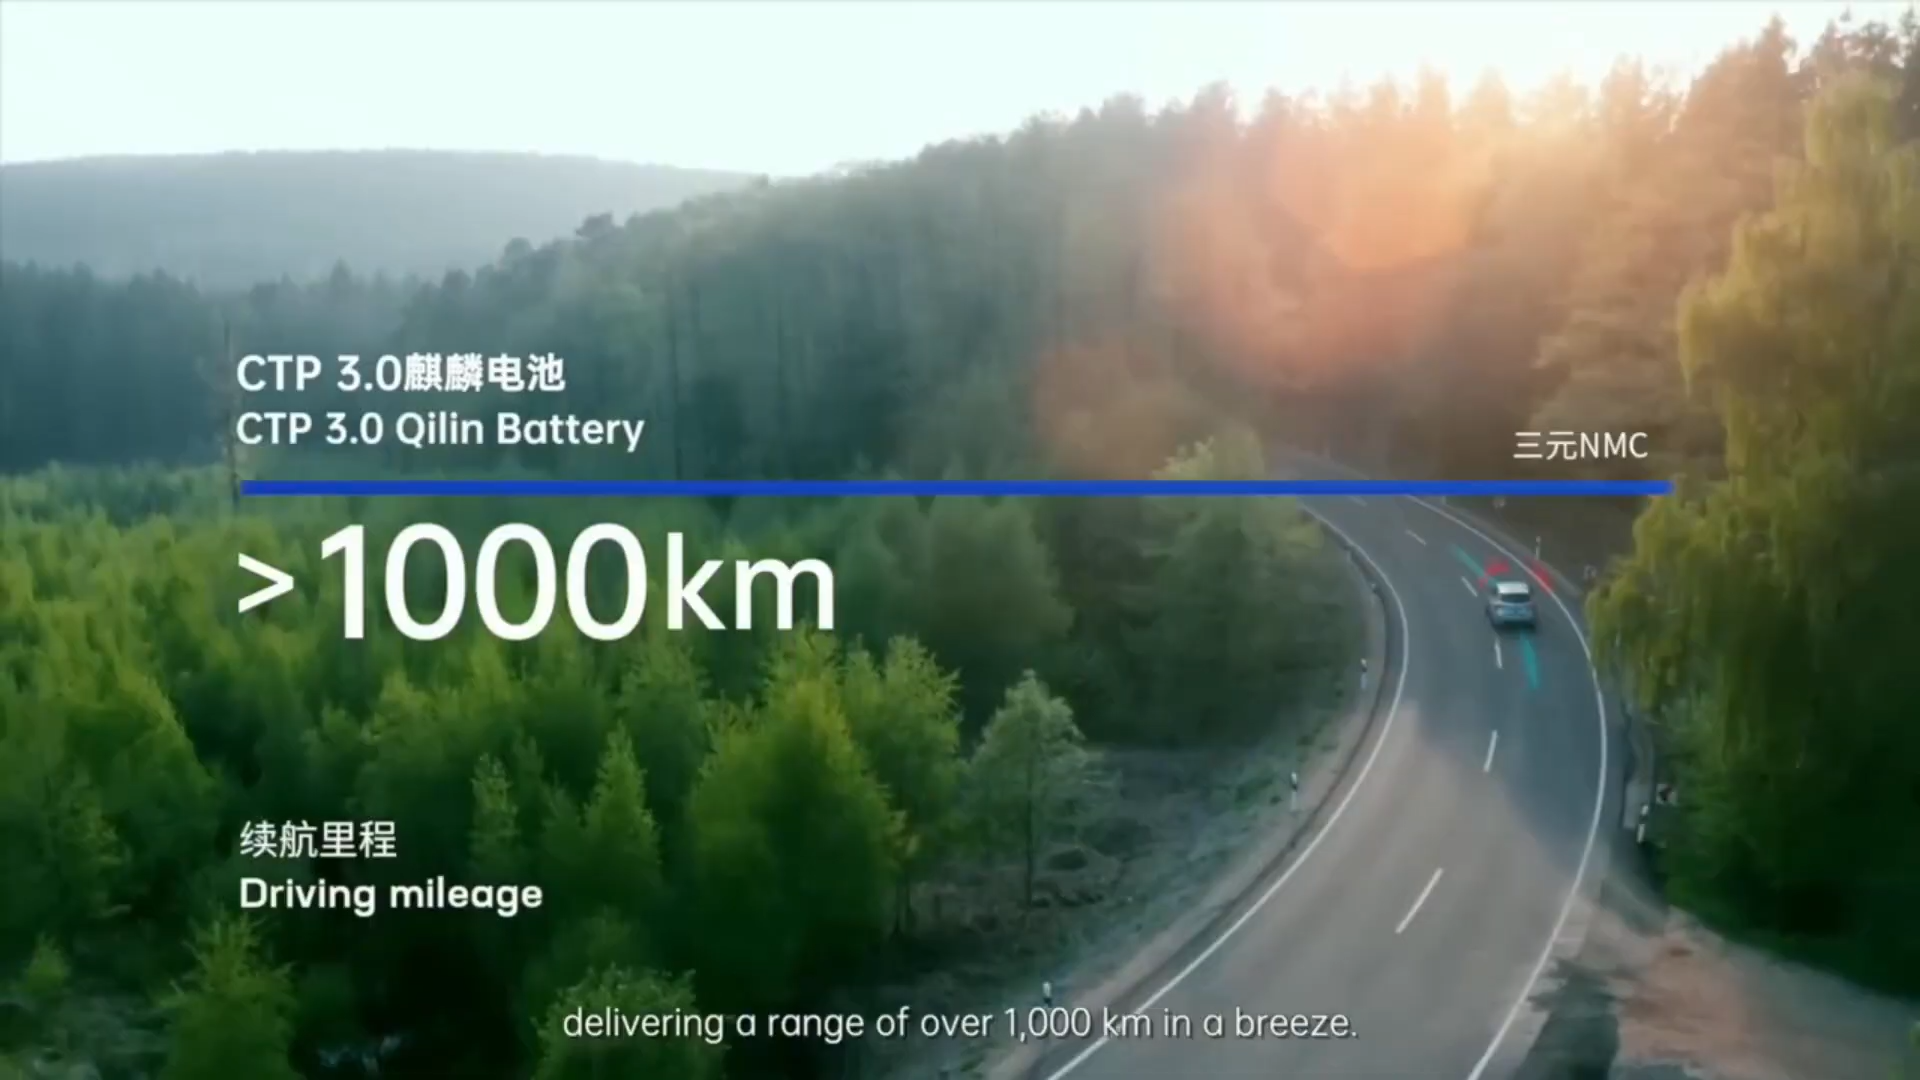 CTP 3.0麒麟电池
CTP 3.0 Qilin Battery
三元NMC
>1000km
续航里程
Driving mileage
delivering a range of over 1,000 km in a breeze.